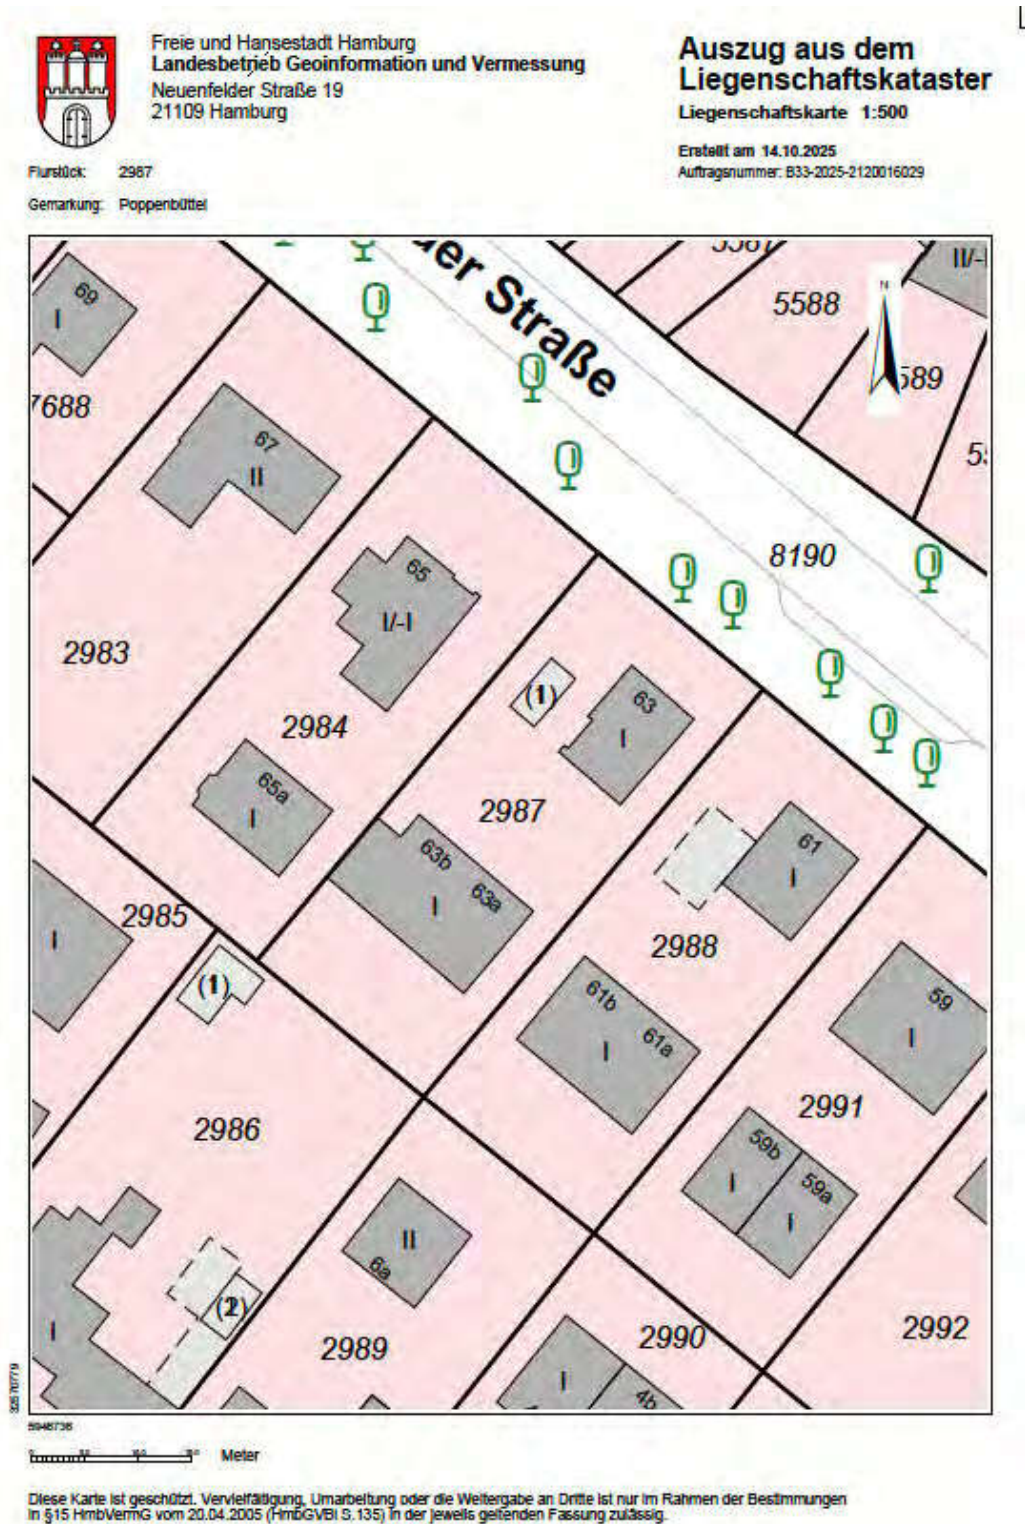 Freie und Hansestadt Hamburg
Landesbetrieb Geoinformation und Vermessung
Neuenfelder Straße 19
21109 Hamburg
Auszug aus dem
Liegenschaftskataster
Liegenschaftskarte 1:500
Erstellt am 14.10.2025
Auftragsnummer: B33-2025-2120016029
Flurstück: 2987
Gemarkung: Poppenbüttel
der Straße
5587
II/-I
N
5588
589
69
I
7688
67
II
8190
65
I/-I
2983
2984
(1)
63
I
65a
I
2987
63b
63a
I
61
I
2985
I
2988
(1)
61b
61a
I
59
I
2986
2991
59b
I
59a
I
II
6a
(2)
I
2989
2990
2992
I
4b
32570779
5948736
Meter
Diese Karte ist geschützt. Vervielfältigung, Umarbeitung oder die Weitergabe an Dritte ist nur im Rahmen der Bestimmungen
in §15 HmbVermG vom 20.04.2005 (HmbGVBl S.135) in der jeweils geltenden Fassung zulässig.